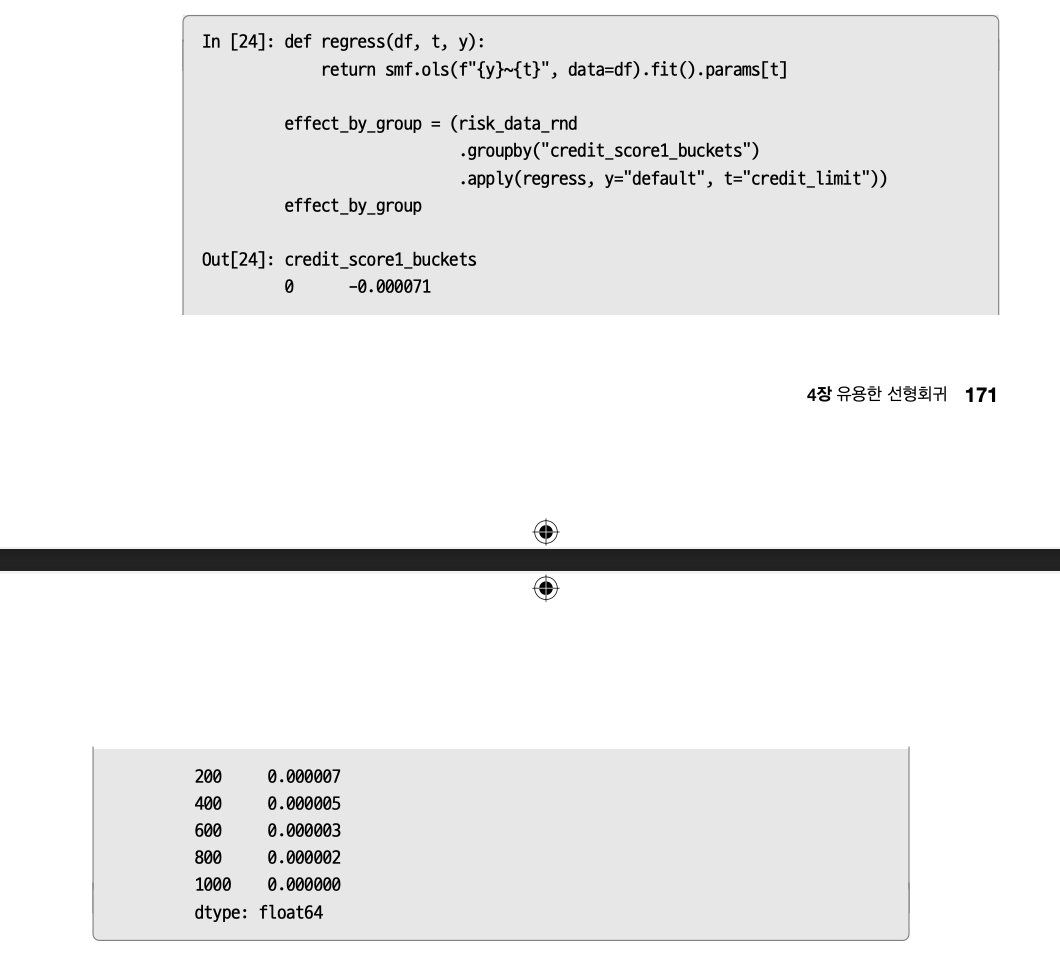 In [24]: def regress(df, t, y):
return smf.ols(f"{y}~{t}", data=df).fit().params[t]
effect_by_group = (risk_data_rnd
.groupby("credit_score1_buckets")
.apply(regress, y="default", t="credit_limit"))
effect_by_group
Out[24]: credit_score1_buckets
0 -0.000071
4장 유용한 선형회귀 171
200 0.000007
400 0.000005
600 0.000003
800 0.000002
1000 0.000000
dtype: float64